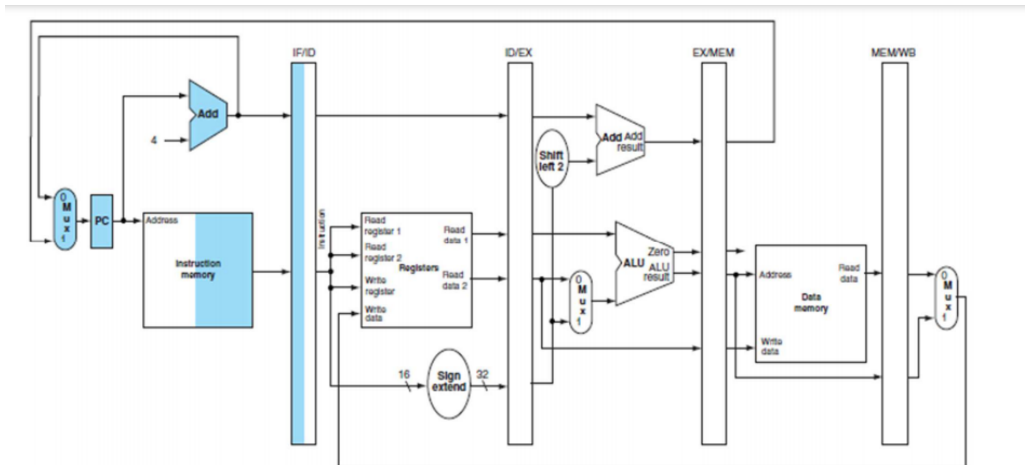 IF/ID
ID/EX
EX/MEM
MEM/WB
Add
4
Add Add
result
Shift
left 2
0
M
u
x
1
PC
Address
Instruction
memory
Instruction
Read
register 1
Read
register 2
Write
register
Write
data
Registers
Read
data 1
Read
data 2
0
M
u
x
1
Zero
ALU ALU
result
Address
Read
data
Data
memory
Write
data
0
M
u
x
1
16
Sign
extend
32